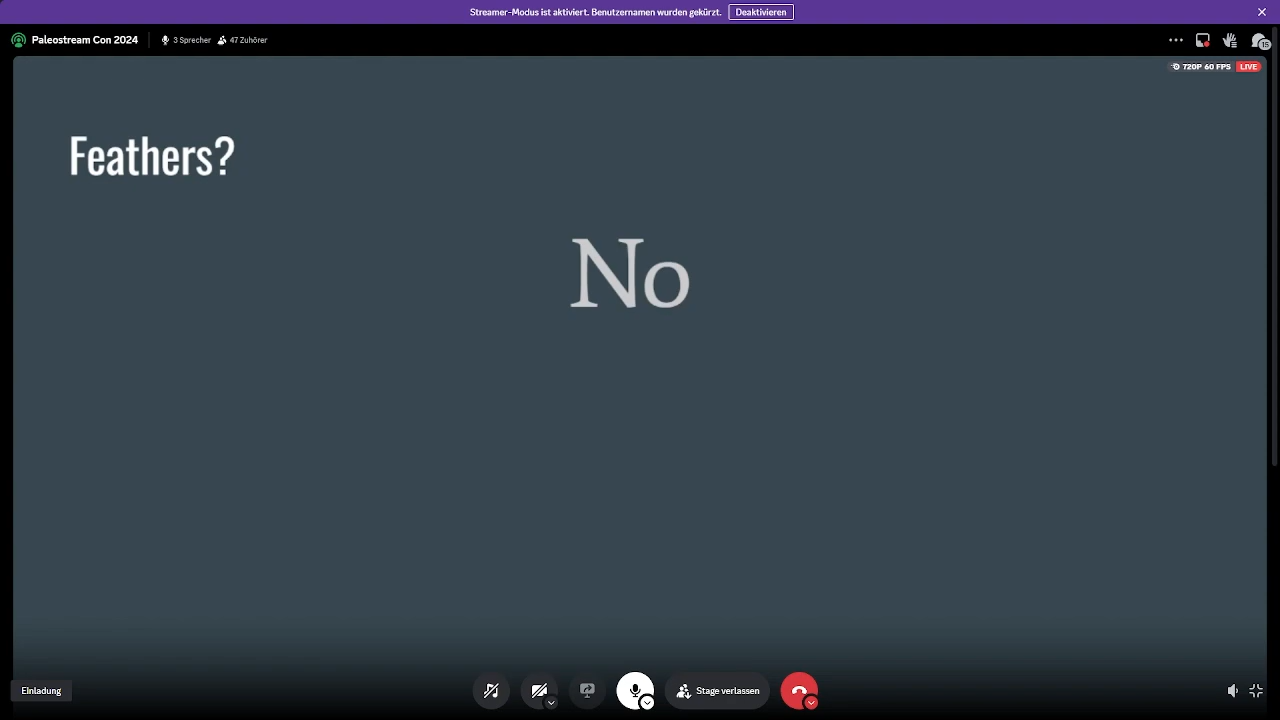 Streamer-Modus ist aktiviert. Benutzernamen wurden gekürzt. Deaktivieren
Paleostream Con 2024 3 Sprecher 47 Zuhörer
15
720P 60 FPS LIVE
Feathers?
No
Einladung
Stage verlassen